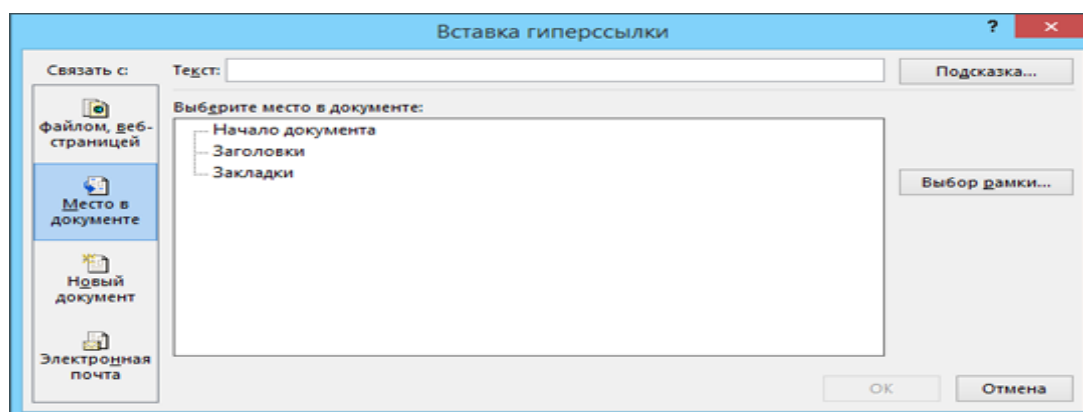 Вставка гиперссылки
?
Связать с:
Текст:
Подсказка...
файлом, веб-
страницей
Выберите место в документе:
Начало документа
Заголовки
Закладки
Место в
документе
Выбор рамки...
Новый
документ
Электронная
почта
ОК
Отмена